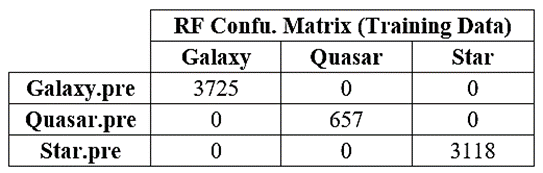 RF Confu. Matrix (Training Data)
Galaxy Quasar Star
Galaxy.pre 3725 0 0
Quasar.pre 0 657 0
Star.pre 0 0 3118